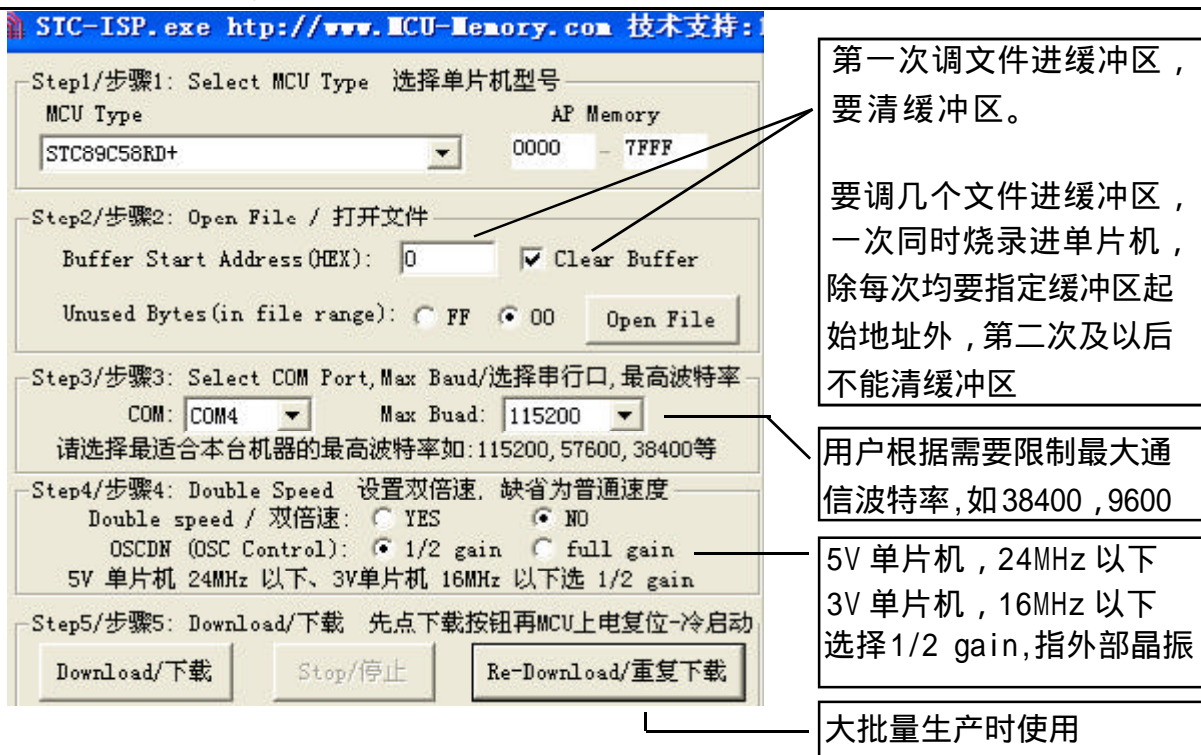 STC-ISP.exe htp://www.MCU-Memory.com 技术支持:1
Step1/步骤1: Select MCU Type 选择单片机型号
MCU Type AP Memory
STC89C58RD+ 0000 - 7FFF
Step2/步骤2: Open File / 打开文件
Buffer Start Address(HEX): 0 Clear Buffer
Unused Bytes(in file range): FF 00 Open File
Step3/步骤3: Select COM Port,Max Baud/选择串行口,最高波特率
COM: COM4 Max Buad: 115200
请选择最适合本台机器的最高波特率如:115200,57600,38400等
Step4/步骤4: Double Speed 设置双倍速, 缺省为普通速度
Double speed / 双倍速: YES NO
OSCDN (OSC Control): 1/2 gain full gain
5V 单片机 24MHz 以下、3V单片机 16MHz 以下选 1/2 gain
Step5/步骤5: Download/下载 先点下载按钮再MCU上电复位-冷启动
Download/下载 Stop/停止 Re-Download/重复下载
第一次调文件进缓冲区，
要清缓冲区。
要调几个文件进缓冲区，
一次同时烧录进单片机，
除每次均要指定缓冲区起
始地址外，第二次及以后
不能清缓冲区
用户根据需要限制最大通
信波特率,如38400，9600
5V 单片机，24MHz 以下
3V 单片机，16MHz 以下
选择1/2 gain,指外部晶振
大批量生产时使用